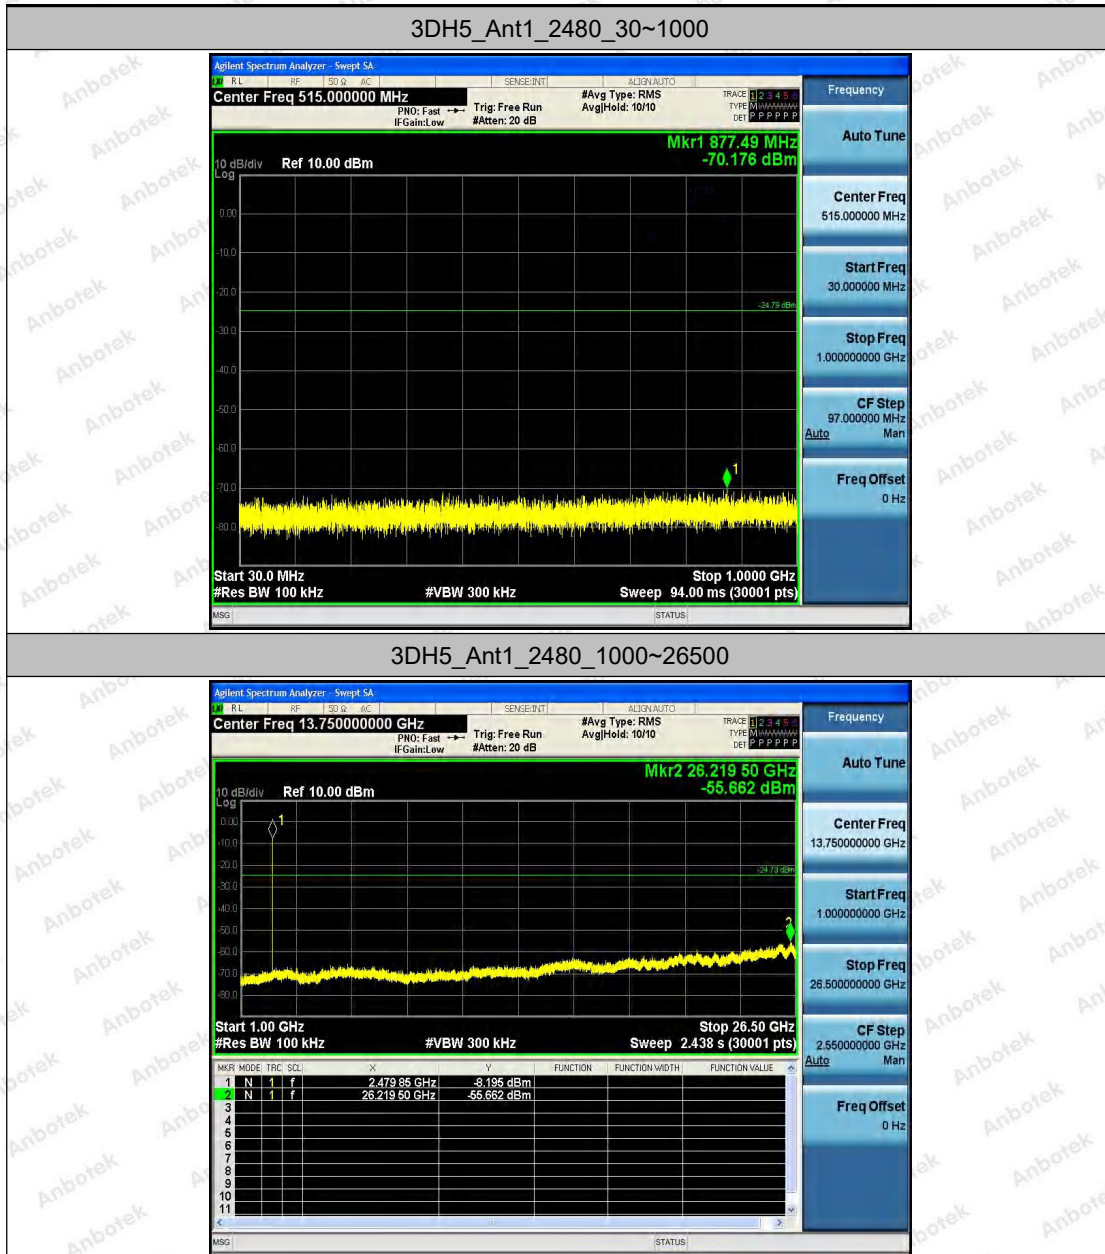 3DH5_Ant1_2480_30~1000
Agilent Spectrum Analyzer - Swept SA
RL RF 50 Ω AC SENSE:INT ALIGN AUTO
Center Freq 515.000000 MHz
PNO: Fast
IFGain:Low
Trig: Free Run
#Atten: 20 dB
#Avg Type: RMS
Avg|Hold: 10/10
TRACE 1 2 3 4 5 6
TYPE M
DET P P P P P P
Frequency
Mkr1 877.49 MHz
-70.176 dBm
10 dB/div Ref 10.00 dBm
Log
0.00
-10.0
-20.0
-24.79 dBm
-30.0
-40.0
-50.0
-60.0
-70.0
-80.0
1
Start 30.0 MHz Stop 1.0000 GHz
#Res BW 100 kHz #VBW 300 kHz Sweep 94.00 ms (30001 pts)
MSG STATUS
Auto Tune
Center Freq
515.000000 MHz
Start Freq
30.000000 MHz
Stop Freq
1.000000000 GHz
CF Step
97.000000 MHz
Auto Man
Freq Offset
0 Hz
3DH5_Ant1_2480_1000~26500
Agilent Spectrum Analyzer - Swept SA
RL RF 50 Ω AC SENSE:INT ALIGN AUTO
Center Freq 13.750000000 GHz
PNO: Fast
IFGain:Low
Trig: Free Run
#Atten: 20 dB
#Avg Type: RMS
Avg|Hold: 10/10
TRACE 1 2 3 4 5 6
TYPE M
DET P P P P P P
Frequency
Mkr2 26.219 50 GHz
-55.662 dBm
10 dB/div Ref 10.00 dBm
Log
0.00
-10.0
-20.0
-24.79 dBm
-30.0
-40.0
-50.0
-60.0
-70.0
-80.0
1
2
Start 1.00 GHz Stop 26.50 GHz
#Res BW 100 kHz #VBW 300 kHz Sweep 2.438 s (30001 pts)
MKR MODE TRC SCL X Y FUNCTION FUNCTION WIDTH FUNCTION VALUE
1 N 1 f 2.479 85 GHz -8.195 dBm
2 N 1 f 26.219 50 GHz -55.662 dBm
3
4
5
6
7
8
9
10
11
MSG STATUS
Auto Tune
Center Freq
13.750000000 GHz
Start Freq
1.000000000 GHz
Stop Freq
26.500000000 GHz
CF Step
2.550000000 GHz
Auto Man
Freq Offset
0 Hz
Anbotek